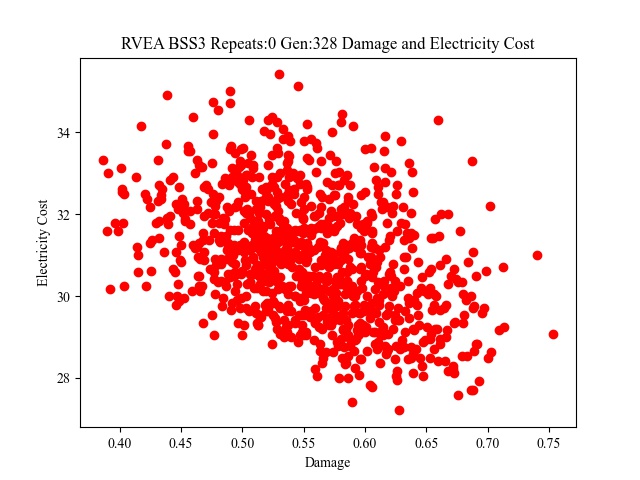 RVEA BSS3 Repeats:0 Gen:328 Damage and Electricity Cost
34
32
30
28
Electricity Cost
0.40 0.45 0.50 0.55 0.60 0.65 0.70 0.75
Damage